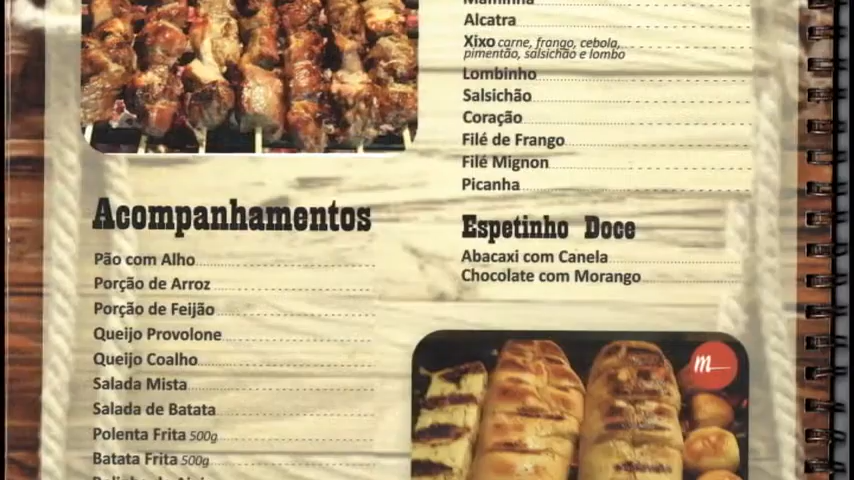 Maminha
Alcatra
Xixo carne, frango, cebola,
pimentão, salsichão e lombo
Lombinho
Salsichão
Coração
Filé de Frango
Filé Mignon
Picanha
Acompanhamentos
Pão com Alho
Porção de Arroz
Porção de Feijão
Queijo Provolone
Queijo Coalho
Salada Mista
Salada de Batata
Polenta Frita 500g
Batata Frita 500g
Espetinho Doce
Abacaxi com Canela
Chocolate com Morango
m